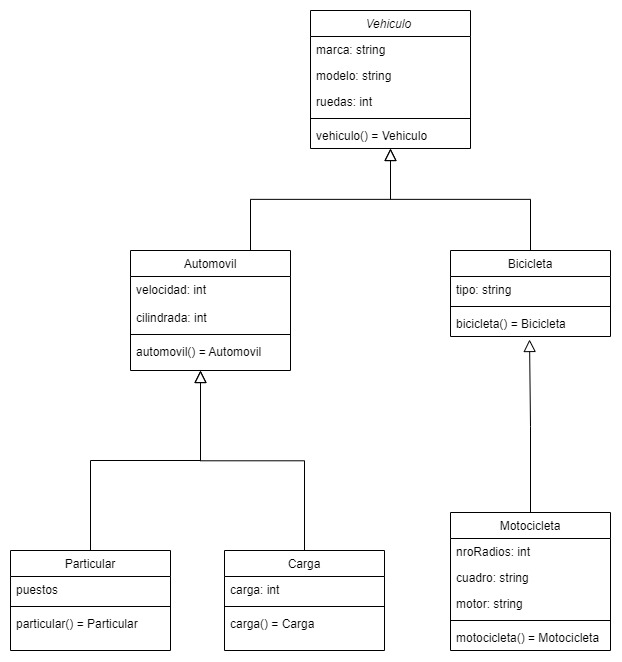 Vehiculo
marca: string
modelo: string
ruedas: int
vehiculo() = Vehiculo
Automovil
velocidad: int
cilindrada: int
automovil() = Automovil
Bicicleta
tipo: string
bicicleta() = Bicicleta
Particular
puestos
particular() = Particular
Carga
carga: int
carga() = Carga
Motocicleta
nroRadios: int
cuadro: string
motor: string
motocicleta() = Motocicleta